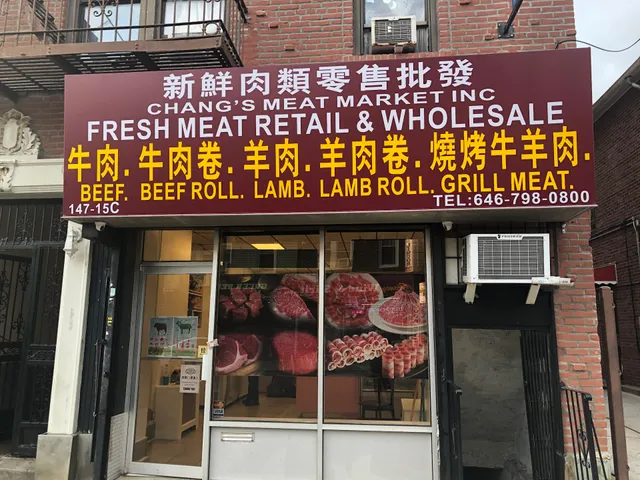 新鮮肉類零售批發
CHANG'S MEAT MARKET INC
FRESH MEAT RETAIL & WHOLESALE
牛肉.牛肉卷.羊肉.羊肉卷.燒烤牛羊肉.
BEEF. BEEF ROLL. LAMB. LAMB ROLL. GRILL MEAT.
147-15C
TEL:646-798-0800